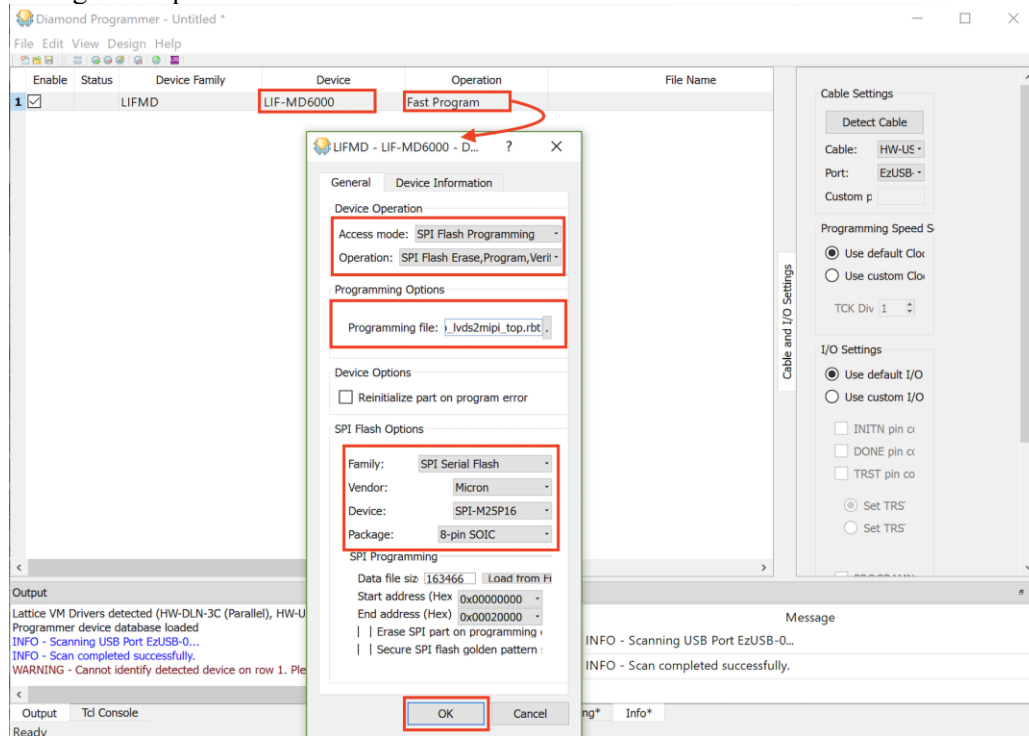 Diamond Programmer - Untitled *
File Edit View Design Help
Enable Status Device Family Device Operation File Name
1 LIFMD LIF-MD6000 Fast Program
LIFMD - LIF-MD6000 - D... ? ×
General Device Information
Device Operation
Access mode: SPI Flash Programming
Operation: SPI Flash Erase,Program,Veri
Programming Options
Programming file: _lvds2mipi_top.rbt .
Device Options
Reinitialize part on program error
SPI Flash Options
Family: SPI Serial Flash
Vendor: Micron
Device: SPI-M25P16
Package: 8-pin SOIC
SPI Programming
Data file siz 163466 Load from Fi
Start address (Hex 0x00000000
End address (Hex) 0x00020000
Erase SPI part on programming
Secure SPI flash golden pattern
OK Cancel
Cable and I/O Settings
Cable Settings
Detect Cable
Cable: HW-US
Port: EzUSB-
Custom p
Programming Speed S
Use default Cloc
Use custom Clo
TCK Div 1
I/O Settings
Use default I/O
Use custom I/O
INITN pin c
DONE pin c
TRST pin co
Set TRS
Set TRS
Output
Lattice VM Drivers detected (HW-DLN-3C (Parallel), HW-U
Programmer device database loaded
INFO - Scanning USB Port EzUSB-0...
INFO - Scan completed successfully.
WARNING - Cannot identify detected device on row 1. Ple
Message
INFO - Scanning USB Port EzUSB-0...
INFO - Scan completed successfully.
Output Tcl Console
ng* Info*
Ready